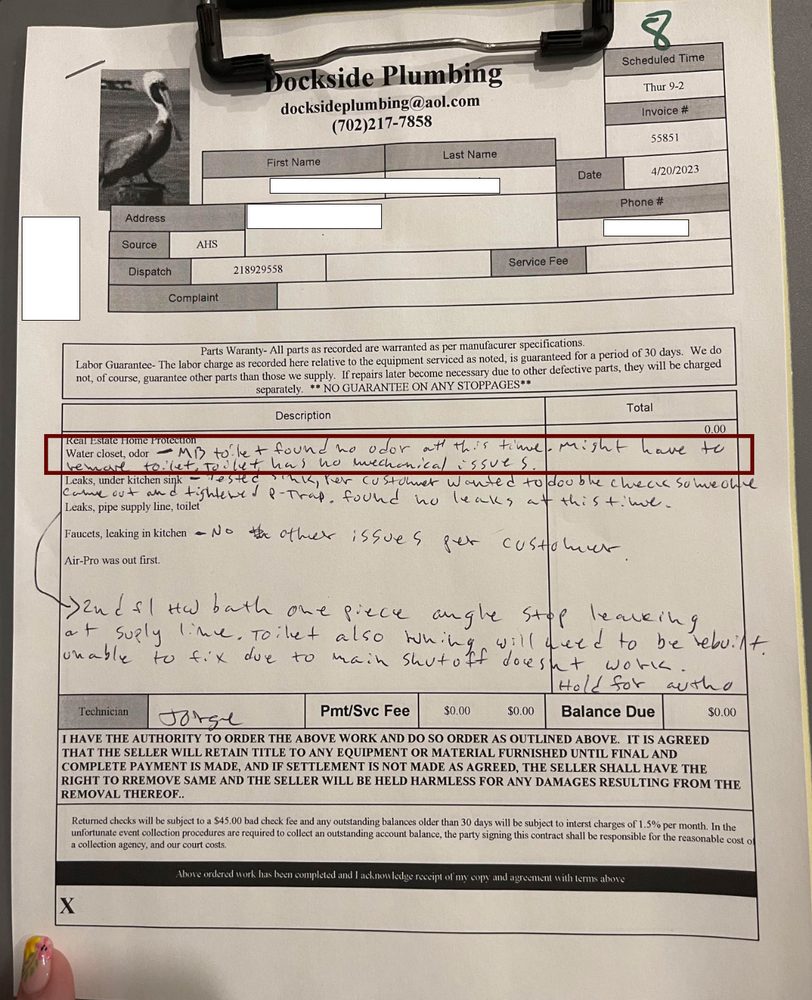 8
Dockside Plumbing
docksideplumbing@aol.com
(702)217-7858
Scheduled Time
Thur 9-2
Invoice #
55851
First Name
Last Name
Date
4/20/2023
Address
Phone #
Source
AHS
Dispatch
218929558
Service Fee
Complaint
Parts Waranty- All parts as recorded are warranted as per manufacurer specifications.
Labor Guarantee- The labor charge as recorded here relative to the equipment serviced as noted, is guaranteed for a period of 30 days. We do
not, of course, guarantee other parts than those we supply. If repairs later become necessary due to other defective parts, they will be charged
separately. ** NO GUARANTEE ON ANY STOPPAGES**
Description
Total
0.00
Real Estate Home Protection
Water closet, odor - MB toilet found no odor at this time. Might have to
remove toilet. Toilet has no mechanical issues.
Leaks, under kitchen sink - Tested sink, per customer wanted to double check someone
came out and tightened P-Trap. found no leaks at this time.
Leaks, pipe supply line, toilet
Faucets, leaking in kitchen - No other issues per customer.
Air-Pro was out first.
2nd fl HW bath one piece angle stop leaking
at suply line. Toilet also runing will need to be rebuilt.
unable to fix due to main shutoff doesnt work.
Hold for autho
Technician
Jorge
Pmt/Svc Fee
$0.00
$0.00
Balance Due
$0.00
I HAVE THE AUTHORITY TO ORDER THE ABOVE WORK AND DO SO ORDER AS OUTLINED ABOVE. IT IS AGREED
THAT THE SELLER WILL RETAIN TITLE TO ANY EQUIPMENT OR MATERIAL FURNISHED UNTIL FINAL AND
COMPLETE PAYMENT IS MADE, AND IF SETTLEMENT IS NOT MADE AS AGREED, THE SELLER SHALL HAVE THE
RIGHT TO RREMOVE SAME AND THE SELLER WILL BE HELD HARMLESS FOR ANY DAMAGES RESULTING FROM THE
REMOVAL THEREOF..
Returned checks will be subject to a $45.00 bad check fee and any outstanding balances older than 30 days will be subject to interst charges of 1.5% per month. In the
unfortunate event collection procedures are required to collect an outstanding account balance, the party signing this contract shall be responsible for the reasonable cost of
a collection agency, and our court costs.
Above ordered work has been completed and I acknowledge receipt of my copy and agreement with terms above
X